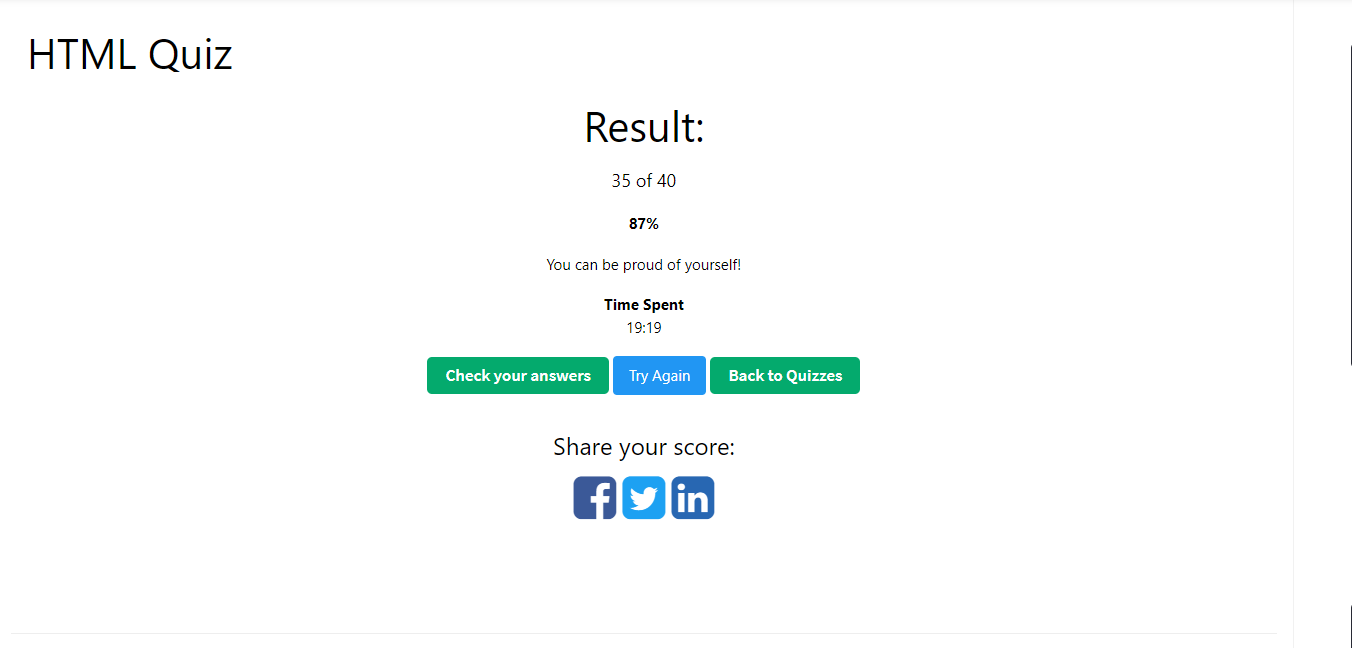 HTML Quiz
Result:
35 of 40
87%
You can be proud of yourself!
Time Spent
19:19
Check your answers Try Again Back to Quizzes
Share your score:
f in